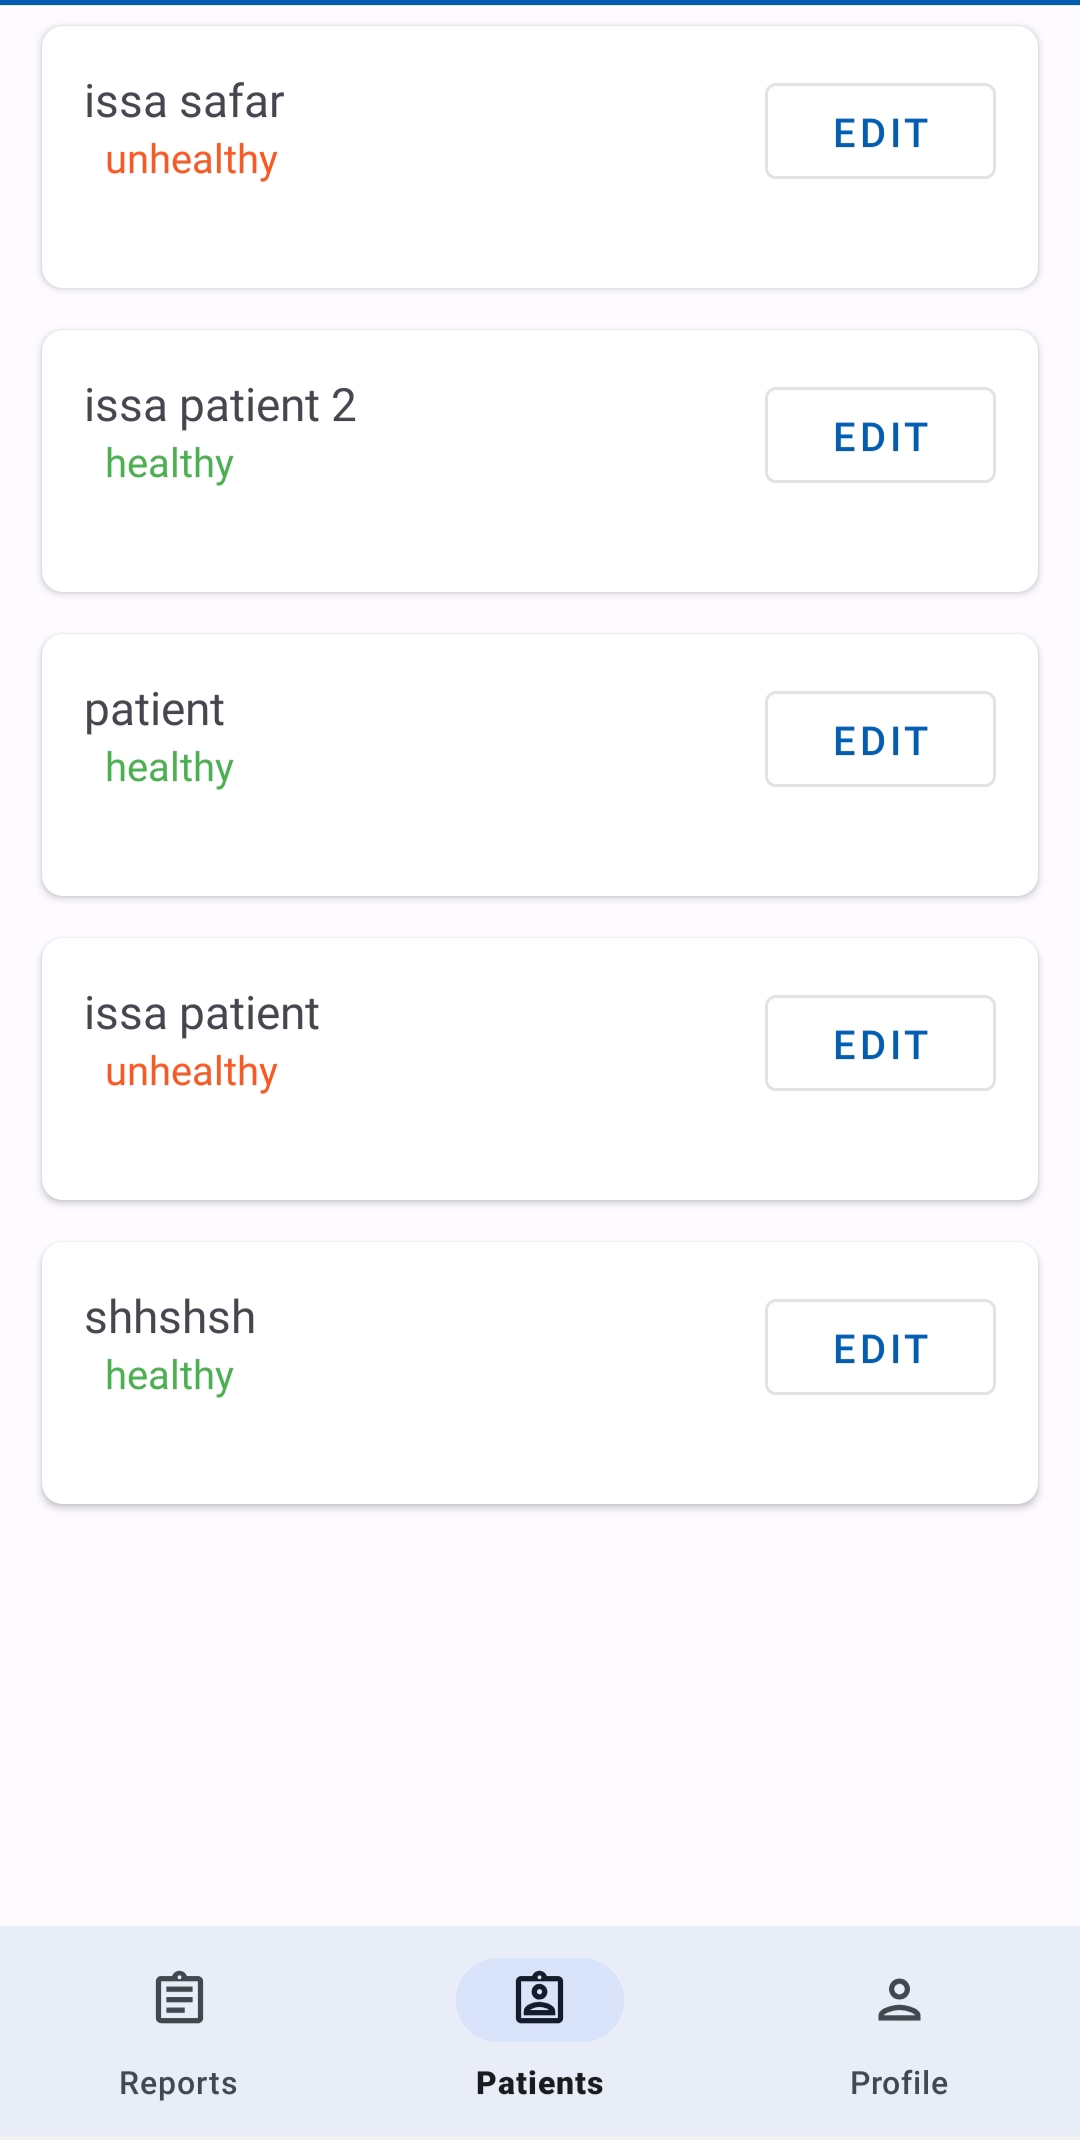 issa safar
EDIT
unhealthy
issa patient 2
EDIT
healthy
patient
EDIT
healthy
issa patient
EDIT
unhealthy
shhshsh
EDIT
healthy
Reports
Patients
Profile